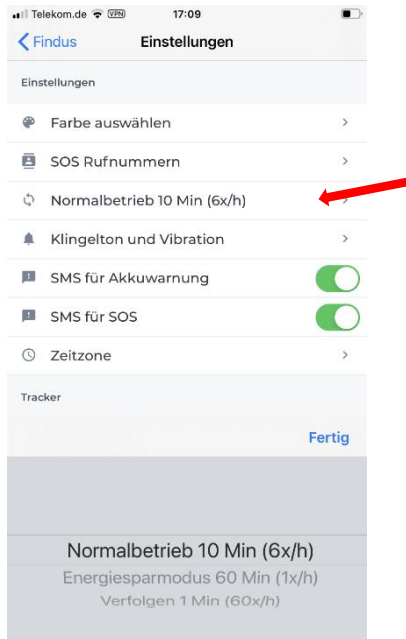 Telekom.de VPN 17:09
Findus Einstellungen
Einstellungen
Farbe auswählen
SOS Rufnummern
Normalbetrieb 10 Min (6x/h)
Klingelton und Vibration
SMS für Akkuwarnung
SMS für SOS
Zeitzone
Tracker
Fertig
Normalbetrieb 10 Min (6x/h)
Energiesparmodus 60 Min (1x/h)
Verfolgen 1 Min (60x/h)